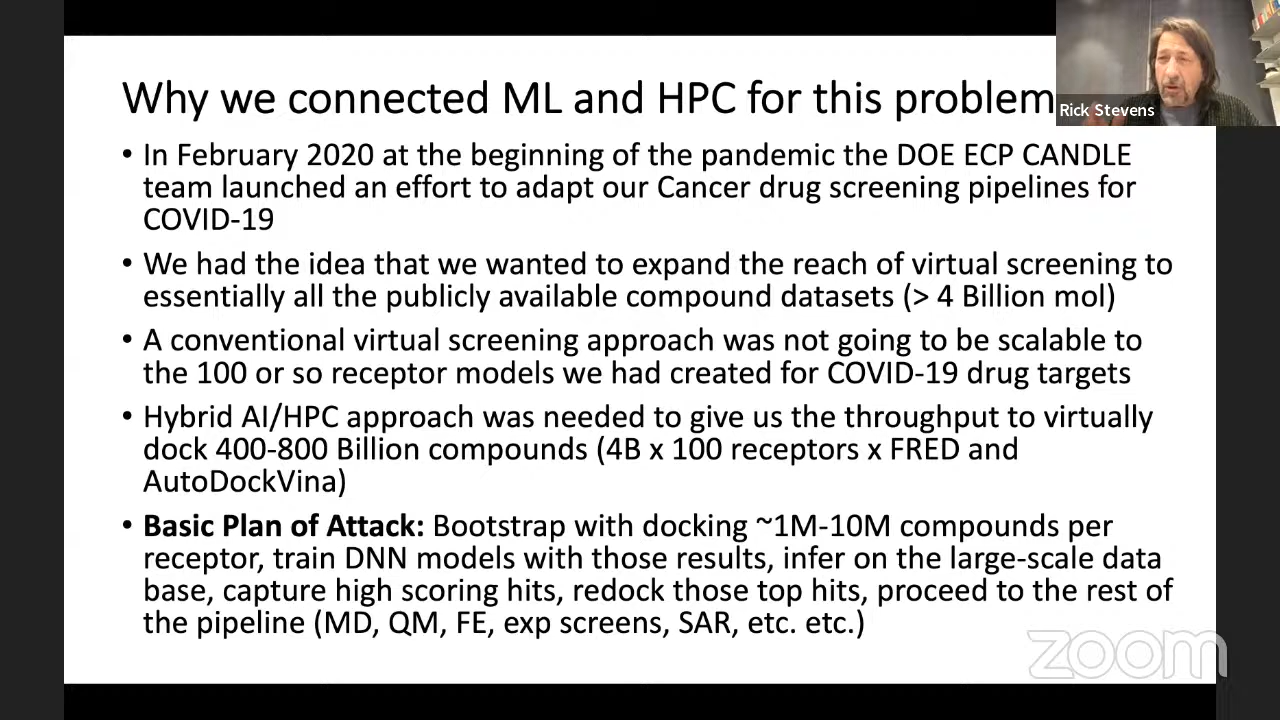 Why we connected ML and HPC for this problem
Rick Stevens
• In February 2020 at the beginning of the pandemic the DOE ECP CANDLE
team launched an effort to adapt our Cancer drug screening pipelines for
COVID-19
• We had the idea that we wanted to expand the reach of virtual screening to
essentially all the publicly available compound datasets (> 4 Billion mol)
• A conventional virtual screening approach was not going to be scalable to
the 100 or so receptor models we had created for COVID-19 drug targets
• Hybrid AI/HPC approach was needed to give us the throughput to virtually
dock 400-800 Billion compounds (4B x 100 receptors x FRED and
AutoDockVina)
• Basic Plan of Attack: Bootstrap with docking ~1M-10M compounds per
receptor, train DNN models with those results, infer on the large-scale data
base, capture high scoring hits, redock those top hits, proceed to the rest of
the pipeline (MD, QM, FE, exp screens, SAR, etc. etc.)
zoom